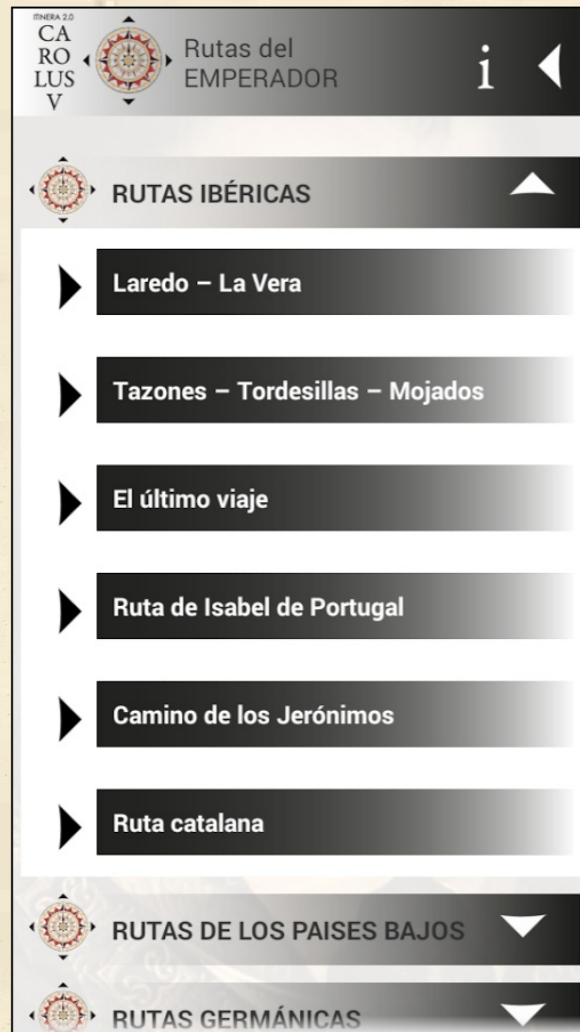 ITINERA 2.0
CA
RO
LUS
V
Rutas del
EMPERADOR
i
RUTAS IBÉRICAS
Laredo – La Vera
Tazones – Tordesillas – Mojados
El último viaje
Ruta de Isabel de Portugal
Camino de los Jerónimos
Ruta catalana
RUTAS DE LOS PAISES BAJOS
RUTAS GERMÁNICAS